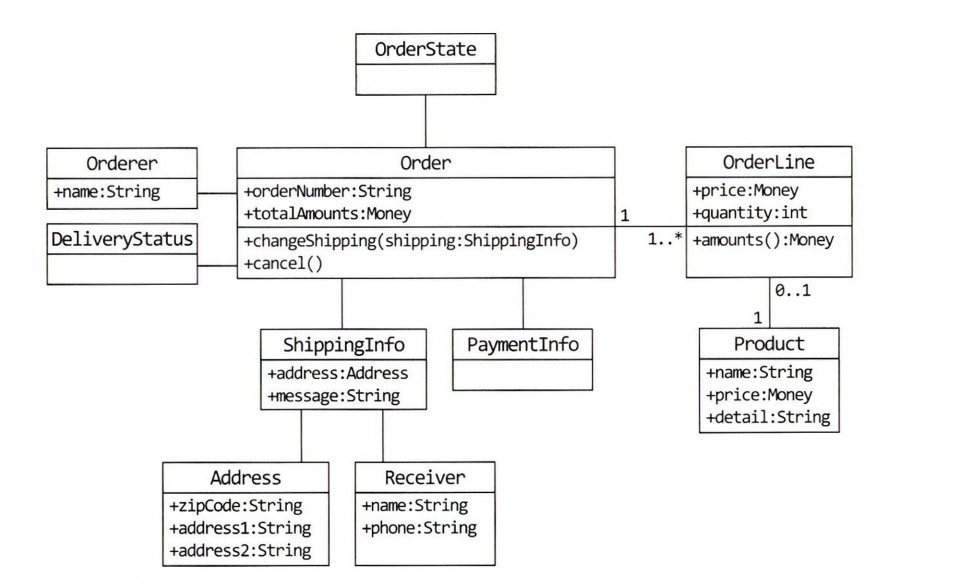 OrderState
Orderer
+name:String
DeliveryStatus
Order
+orderNumber:String
+totalAmounts:Money
+changeShipping(shipping:ShippingInfo)
+cancel()
1
1..*
OrderLine
+price:Money
+quantity:int
+amounts():Money
0..1
1
ShippingInfo
+address:Address
+message:String
PaymentInfo
Product
+name:String
+price:Money
+detail:String
Address
+zipCode:String
+address1:String
+address2:String
Receiver
+name:String
+phone:String